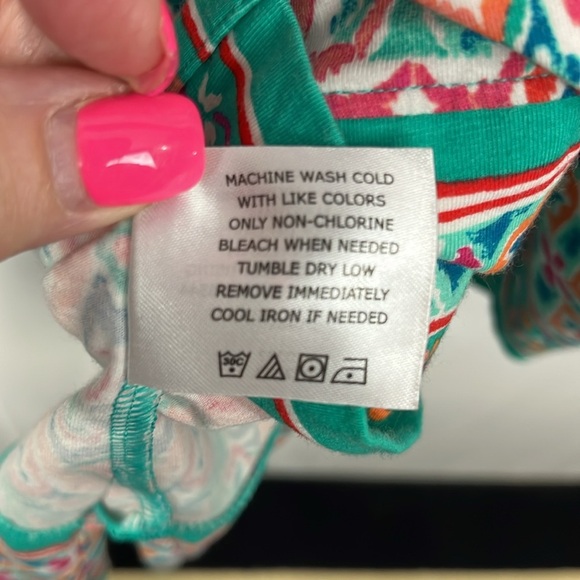 MACHINE WASH COLD
WITH LIKE COLORS
ONLY NON-CHLORINE
BLEACH WHEN NEEDED
TUMBLE DRY LOW
REMOVE IMMEDIATELY
COOL IRON IF NEEDED
30C